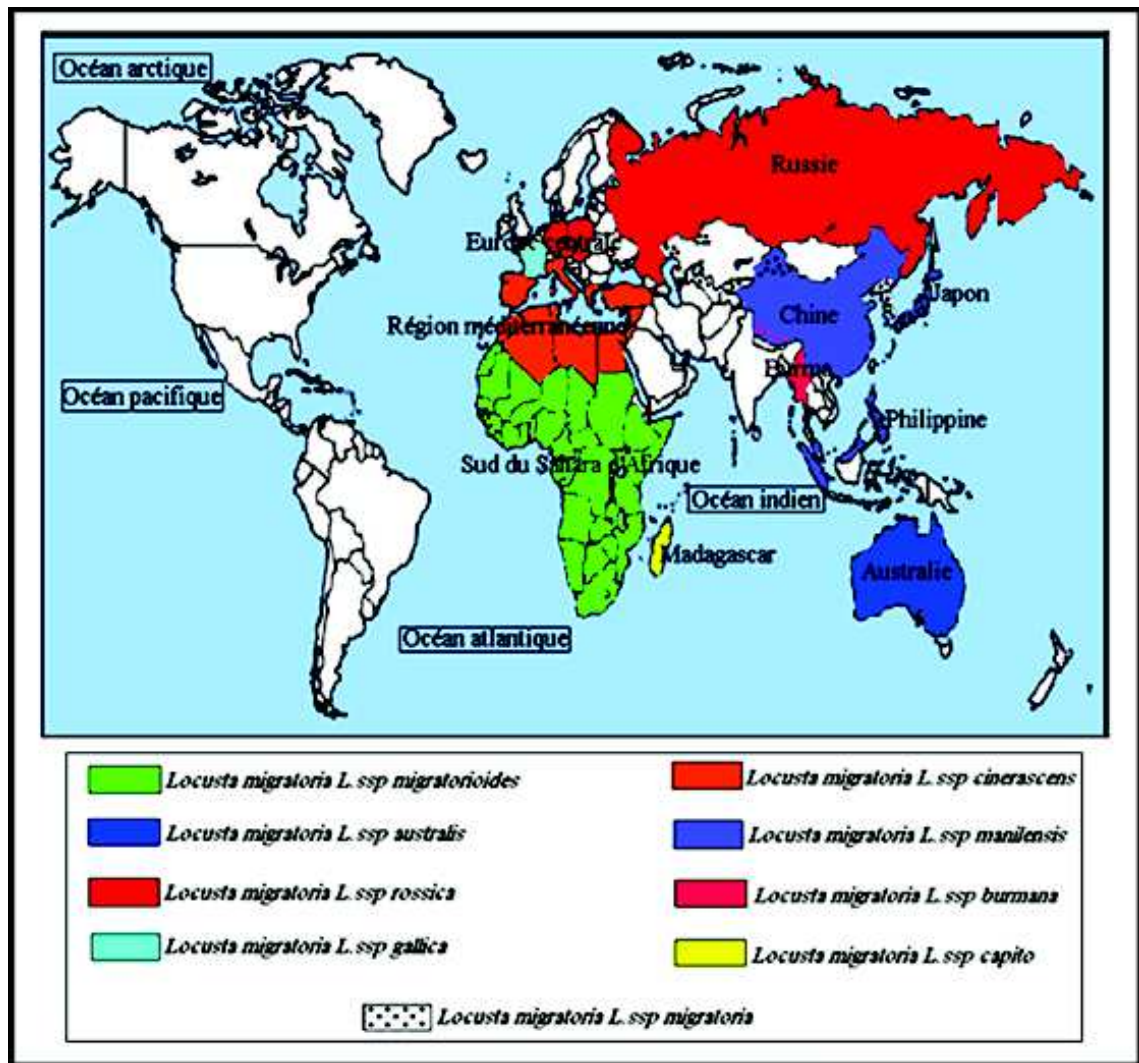 Océan arctique
Russie
Europe centrale
Japon
Chine
Région méditerranéenne
Burma
Océan pacifique
Philippine
Sud du Sahara d'Afrique
Océan indien
Madagascar
Australie
Océan atlantique
Locusta migratoria L.ssp migratorioides
Locusta migratoria L.ssp cinerascens
Locusta migratoria L.ssp australis
Locusta migratoria L.ssp manilensis
Locusta migratoria L.ssp rossica
Locusta migratoria L.ssp burmana
Locusta migratoria L.ssp gallica
Locusta migratoria L.ssp capito
Locusta migratoria L.ssp migratoria